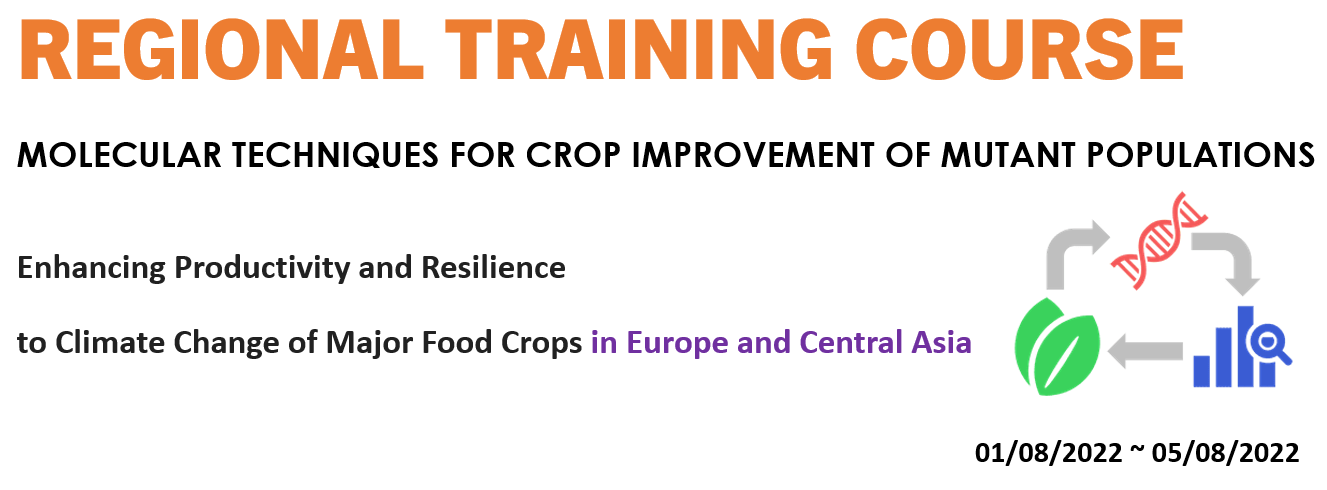 REGIONAL TRAINING COURSE
MOLECULAR TECHNIQUES FOR CROP IMPROVEMENT OF MUTANT POPULATIONS
Enhancing Productivity and Resilience
to Climate Change of Major Food Crops in Europe and Central Asia
01/08/2022 ~ 05/08/2022